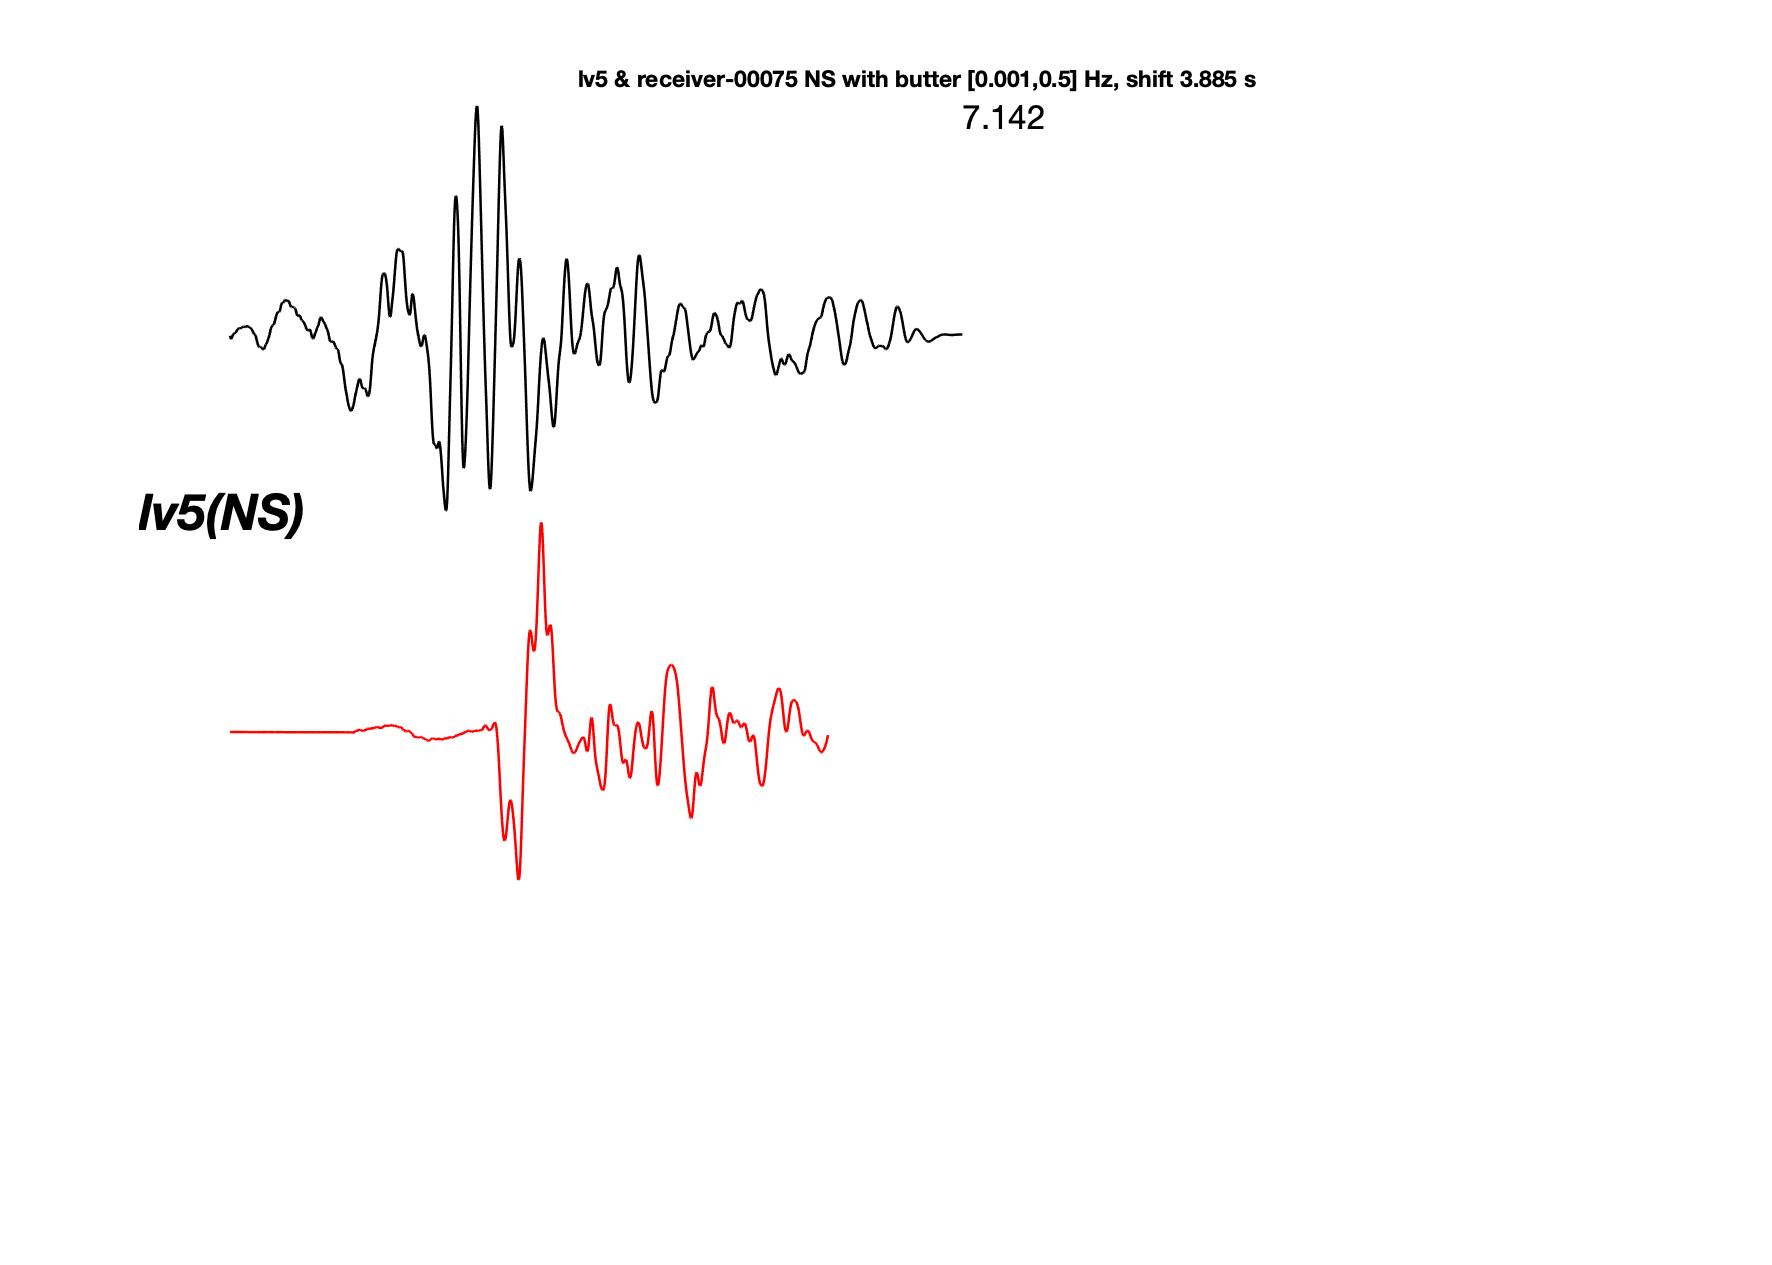 lv5 & receiver-00075 NS with butter [0.001,0.5] Hz, shift 3.885 s
7.142
lv5(NS)